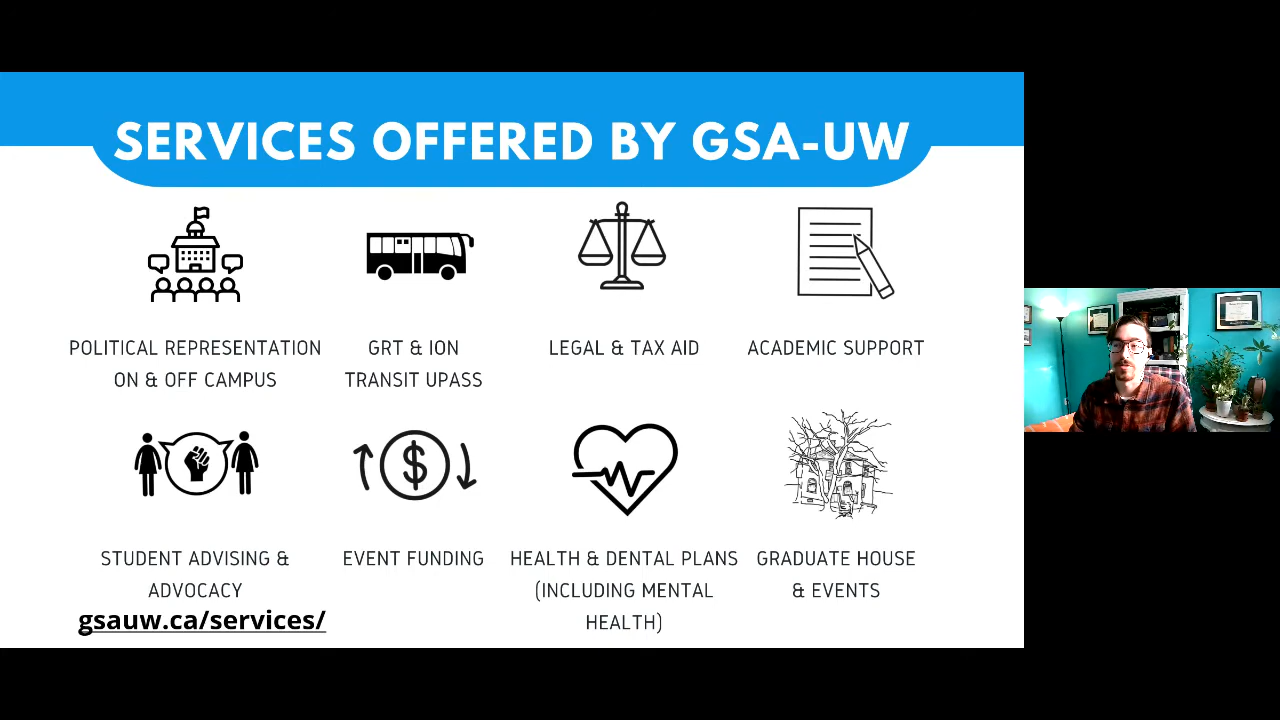 SERVICES OFFERED BY GSA-UW
POLITICAL REPRESENTATION
ON & OFF CAMPUS
GRT & ION
TRANSIT UPASS
LEGAL & TAX AID
ACADEMIC SUPPORT
STUDENT ADVISING &
ADVOCACY
EVENT FUNDING
HEALTH & DENTAL PLANS
(INCLUDING MENTAL
HEALTH)
GRADUATE HOUSE
& EVENTS
gsauw.ca/services/